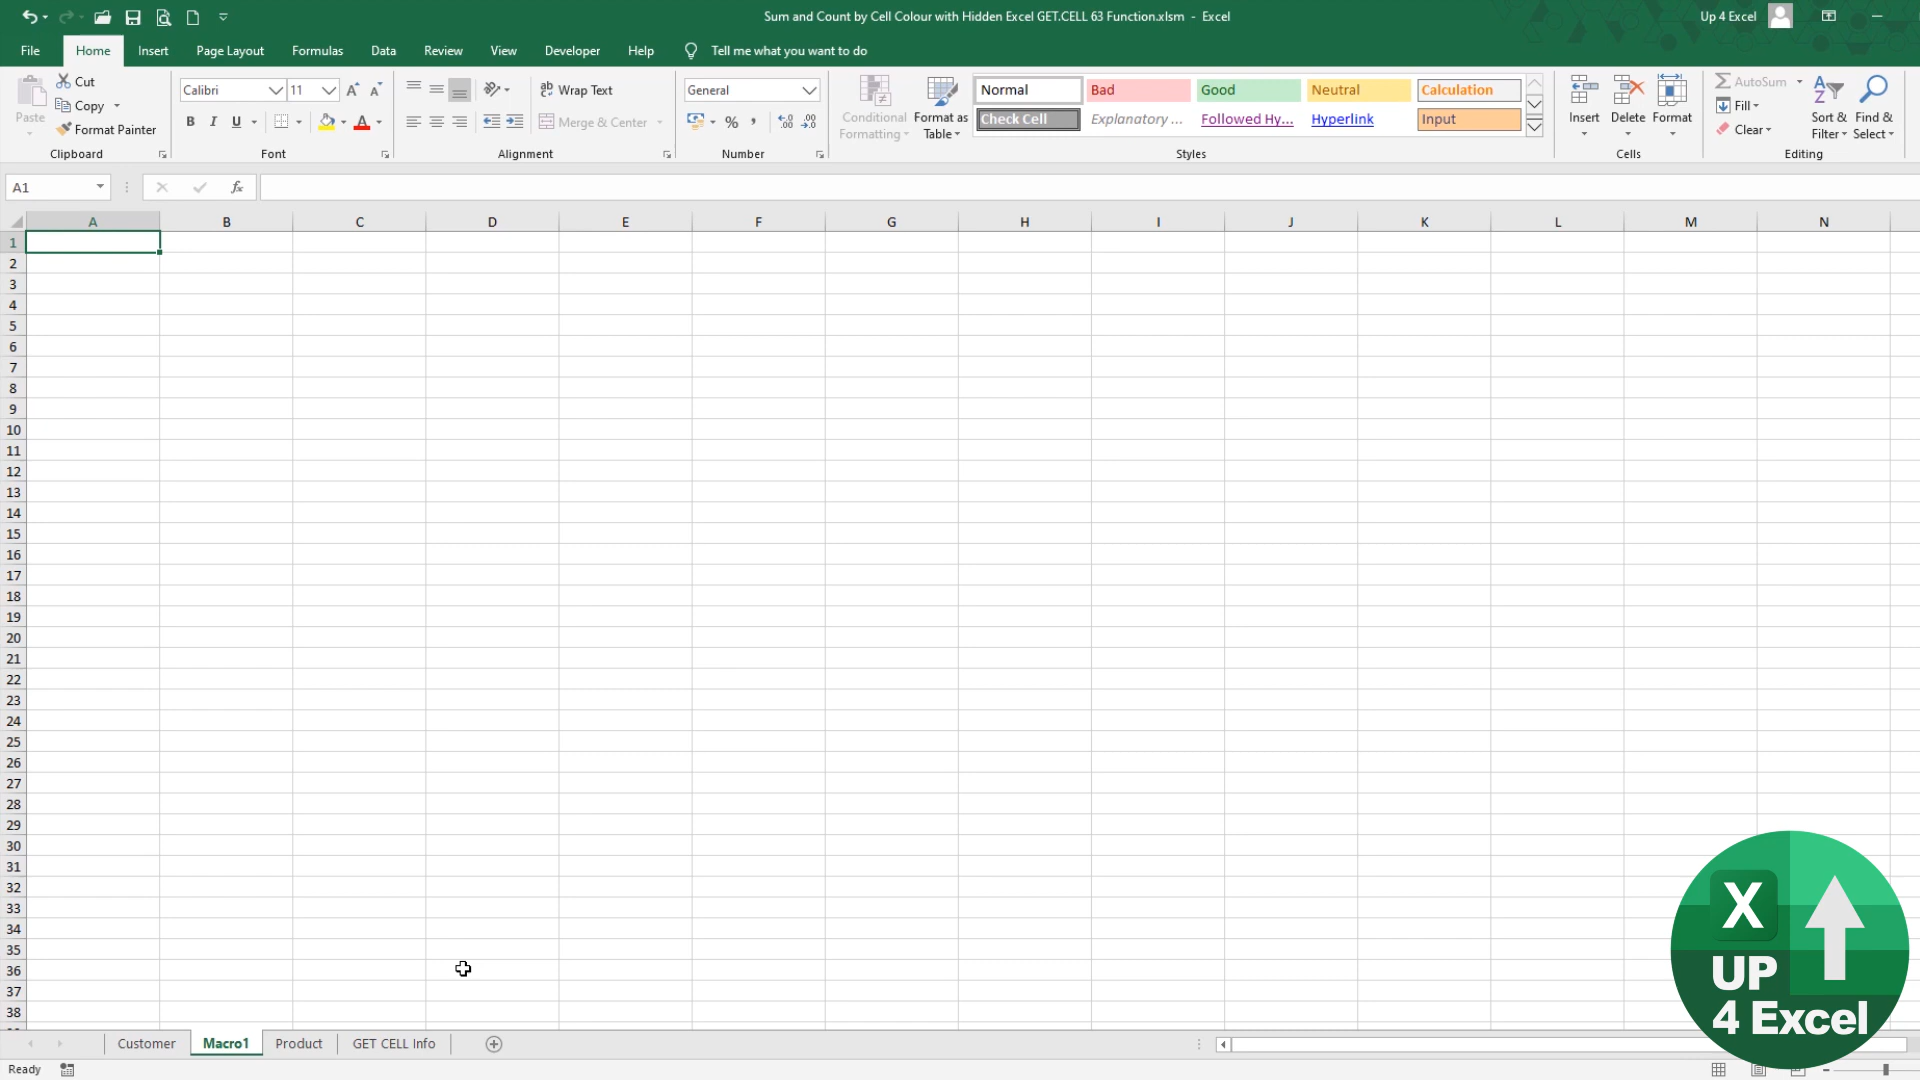 Sum and Count by Cell Colour with Hidden Excel GET.CELL 63 Function.xlsm - Excel
Up 4 Excel
File Home Insert Page Layout Formulas Data Review View Developer Help Tell me what you want to do
Paste
Cut
Copy
Format Painter
Clipboard
Calibri 11 A A
B I U A
Font
ab Wrap Text
Merge & Center
Alignment
General
% ,
Number
Conditional Formatting
Format as Table
Normal Bad Good Neutral Calculation
Check Cell Explanatory ... Followed Hy... Hyperlink Input
Styles
Insert Delete Format
Cells
AutoSum
Fill
Clear
Sort & Filter
Find & Select
Editing
A1 fx
A B C D E F G H I J K L M N
1
2
3
4
5
6
7
8
9
10
11
12
13
14
15
16
17
18
19
20
21
22
23
24
25
26
27
28
29
30
31
32
33
34
35
36
37
38
X
UP
4 Excel
Customer Macro1 Product GET CELL Info
Ready